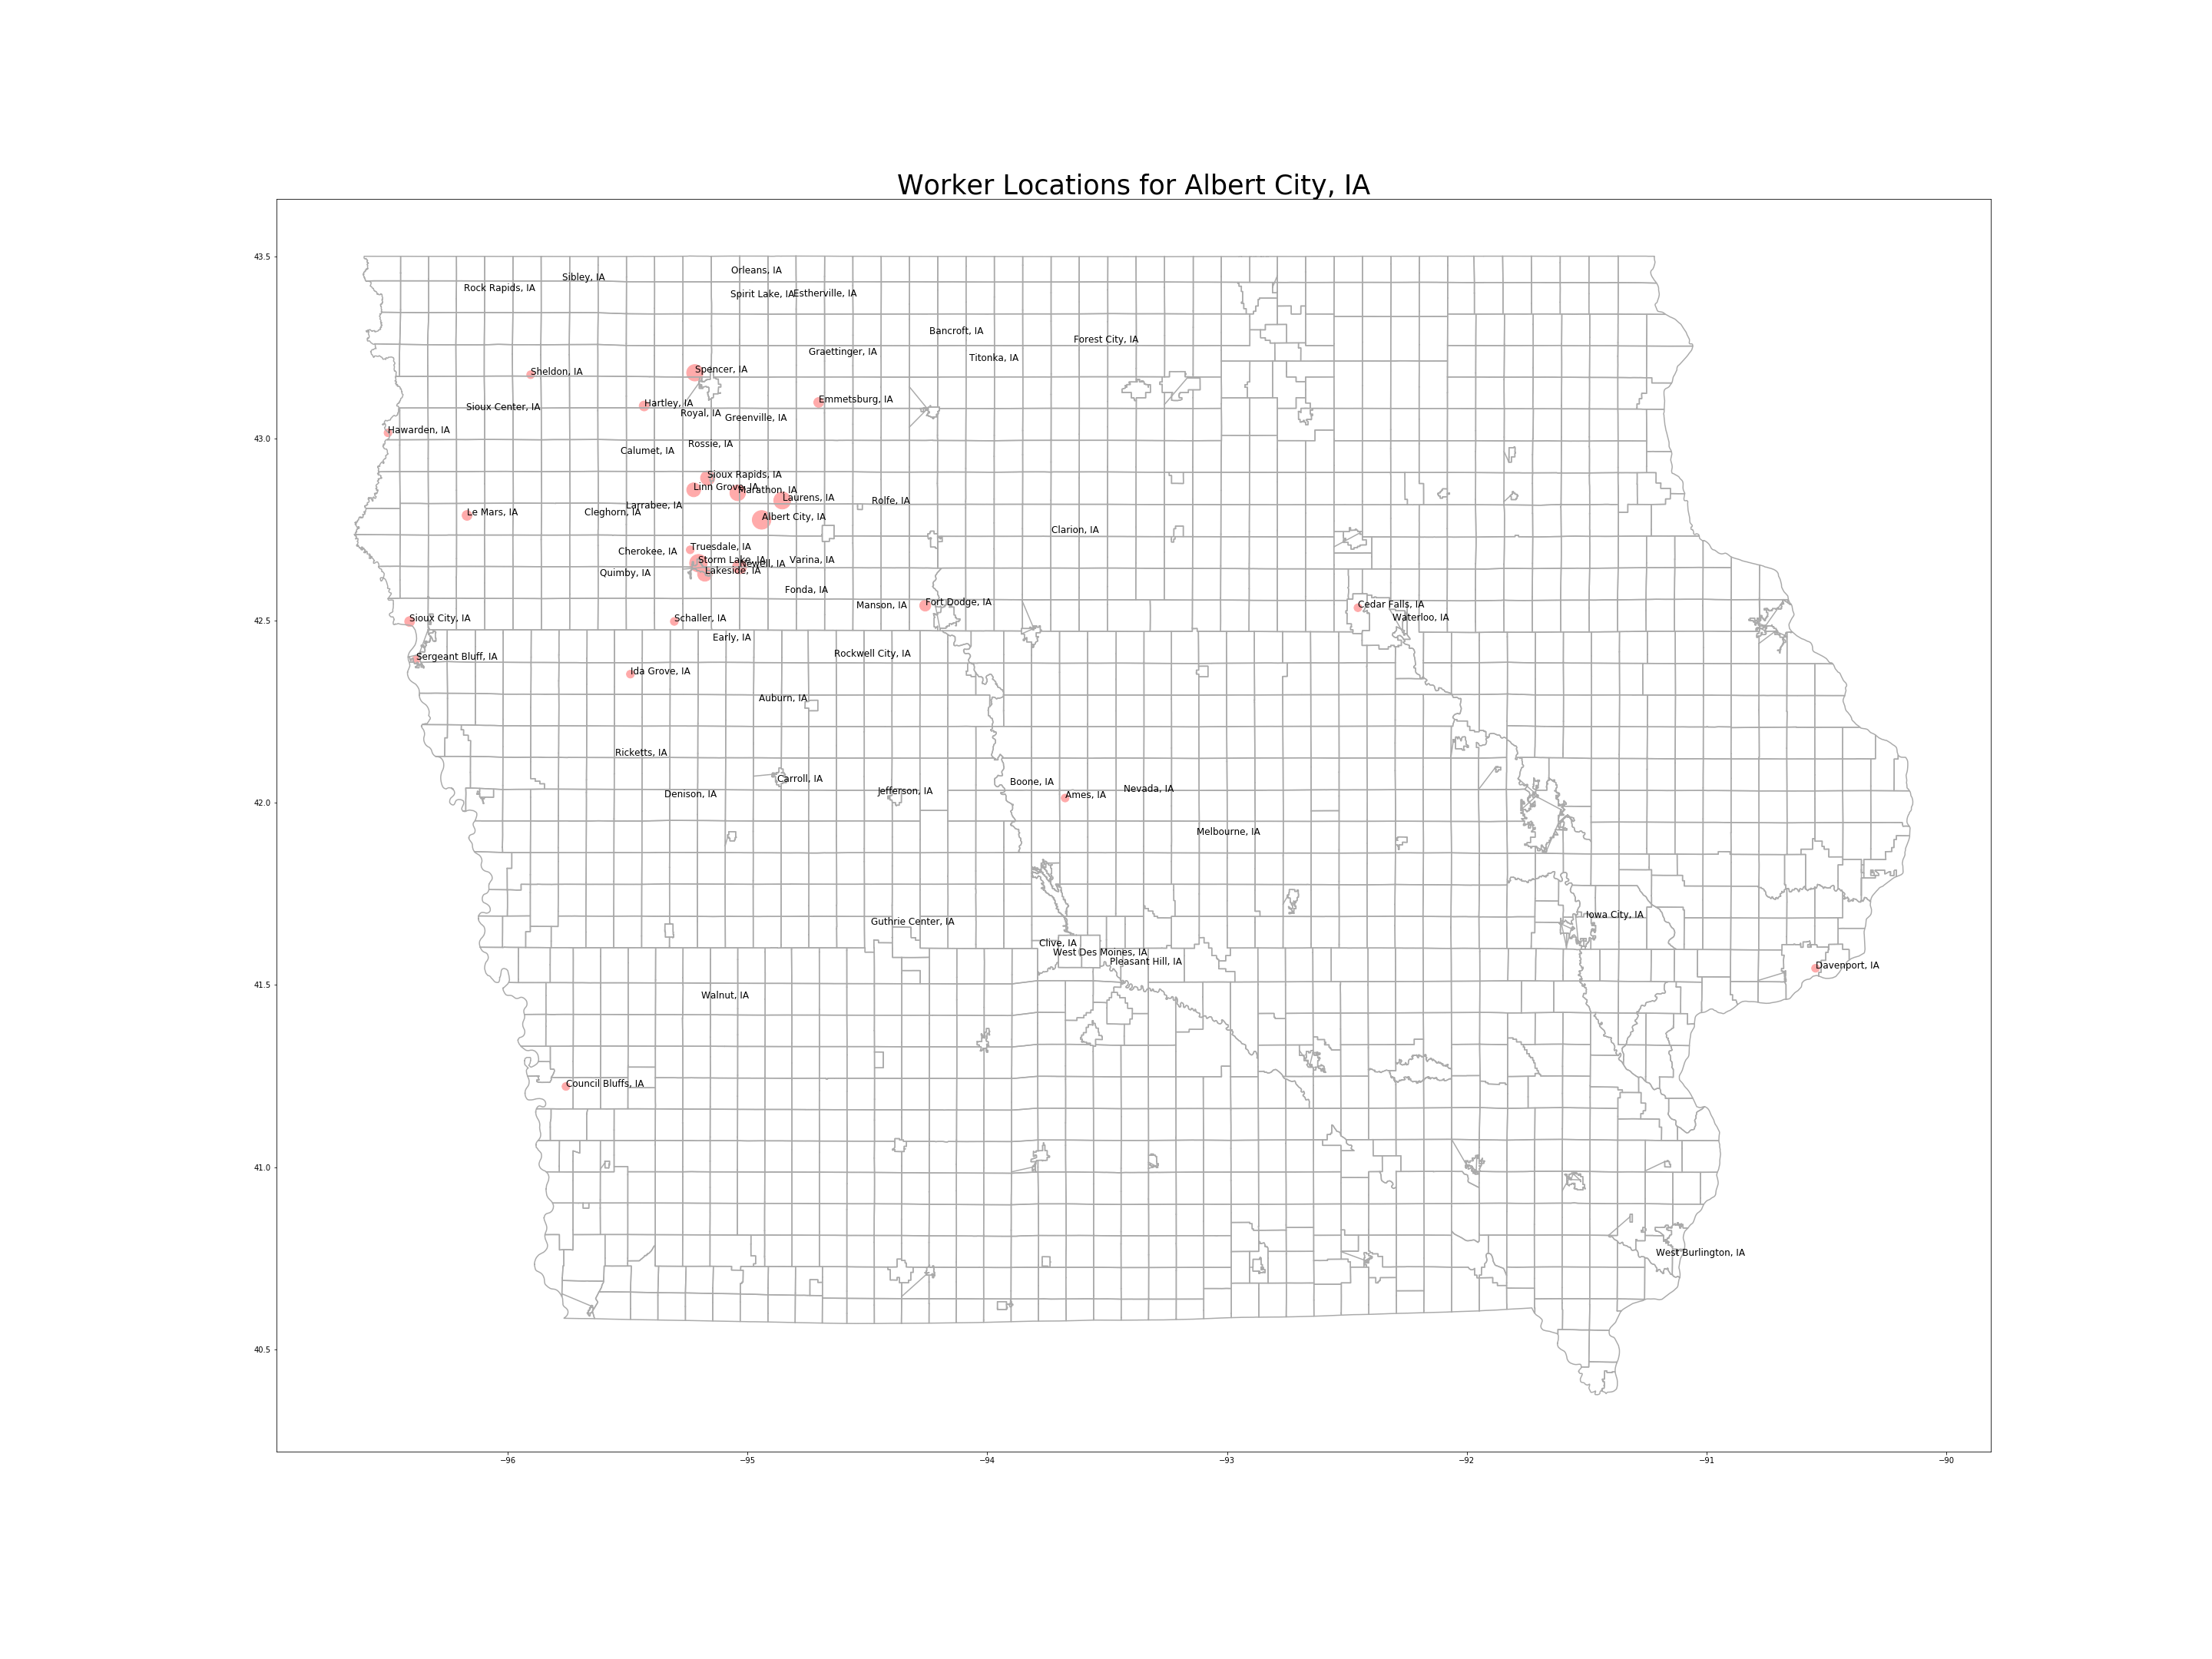 Worker Locations for Albert City, IA
43.5
Orleans, IA
Sibley, IA
Rock Rapids, IA
Spirit Lake, IA
Estherville, IA
Bancroft, IA
Forest City, IA
Graettinger, IA
Titonka, IA
Sheldon, IA
Spencer, IA
Emmetsburg, IA
Hartley, IA
Sioux Center, IA
Royal, IA
Greenville, IA
43.0
Hawarden, IA
Rossie, IA
Calumet, IA
Sioux Rapids, IA
Linn Grove, IA
Marathon, IA
Laurens, IA
Rolfe, IA
Larrabee, IA
Le Mars, IA
Cleghorn, IA
Albert City, IA
Clarion, IA
Truesdale, IA
Cherokee, IA
Storm Lake, IA
Newell, IA
Varina, IA
Lakeside, IA
Quimby, IA
Fonda, IA
Manson, IA
Fort Dodge, IA
Cedar Falls, IA
Waterloo, IA
42.5
Sioux City, IA
Schaller, IA
Early, IA
Rockwell City, IA
Sergeant Bluff, IA
Ida Grove, IA
Auburn, IA
Ricketts, IA
Carroll, IA
Boone, IA
Nevada, IA
Jefferson, IA
Denison, IA
Ames, IA
42.0
Melbourne, IA
Guthrie Center, IA
Iowa City, IA
Clive, IA
West Des Moines, IA
Pleasant Hill, IA
Davenport, IA
41.5
Walnut, IA
Council Bluffs, IA
41.0
West Burlington, IA
40.5
−96 −95 −94 −93 −92 −91 −90